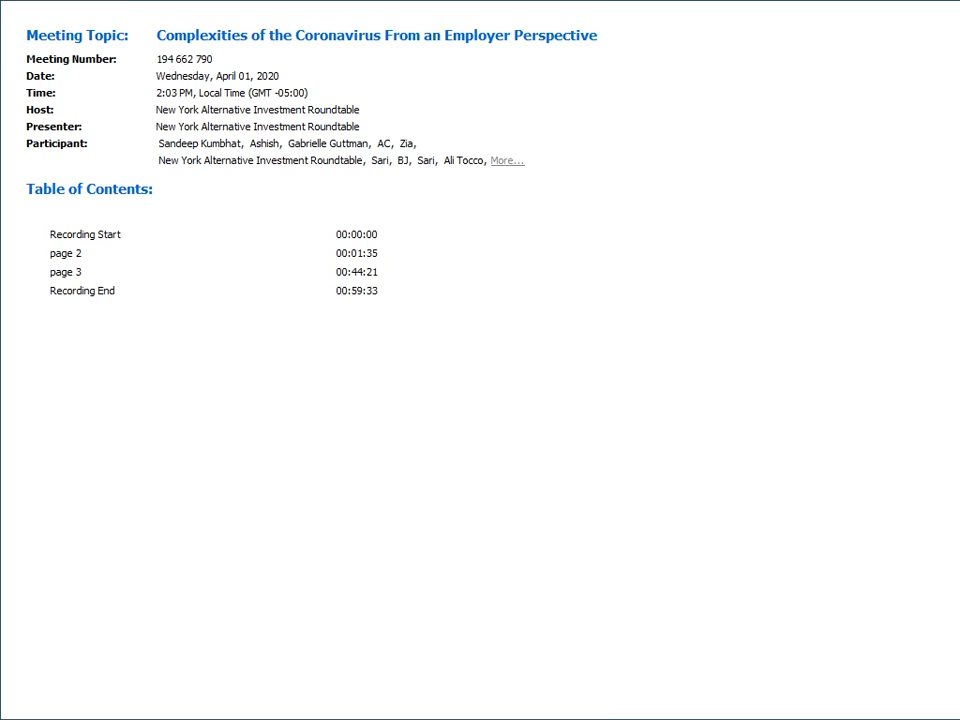 Meeting Topic: Complexities of the Coronavirus From an Employer Perspective
Meeting Number: 194 662 790
Date: Wednesday, April 01, 2020
Time: 2:03 PM, Local Time (GMT -05:00)
Host: New York Alternative Investment Roundtable
Presenter: New York Alternative Investment Roundtable
Participant: Sandeep Kumbhat, Ashish, Gabrielle Guttman, AC, Zia,
New York Alternative Investment Roundtable, Sari, BJ, Sari, Ali Tocco, More...
Table of Contents:
Recording Start 00:00:00
page 2 00:01:35
page 3 00:44:21
Recording End 00:59:33